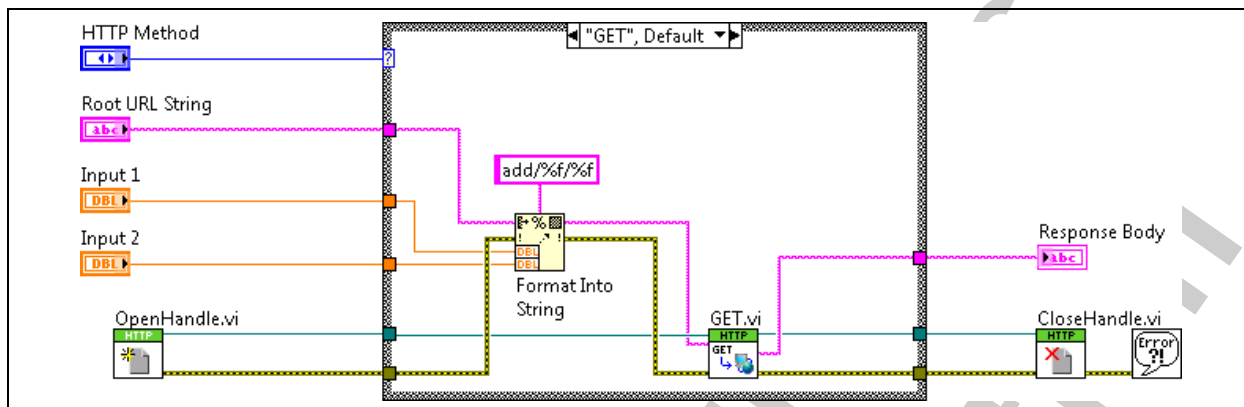 HTTP Method
"GET", Default
?
Root URL String
abc
add/%f/%f
Input 1
DBL
%
! !
DBL
DBL
Input 2
DBL
Format Into
String
Response Body
abc
OpenHandle.vi
HTTP
GET.vi
HTTP
GET
CloseHandle.vi
HTTP
Error
?!